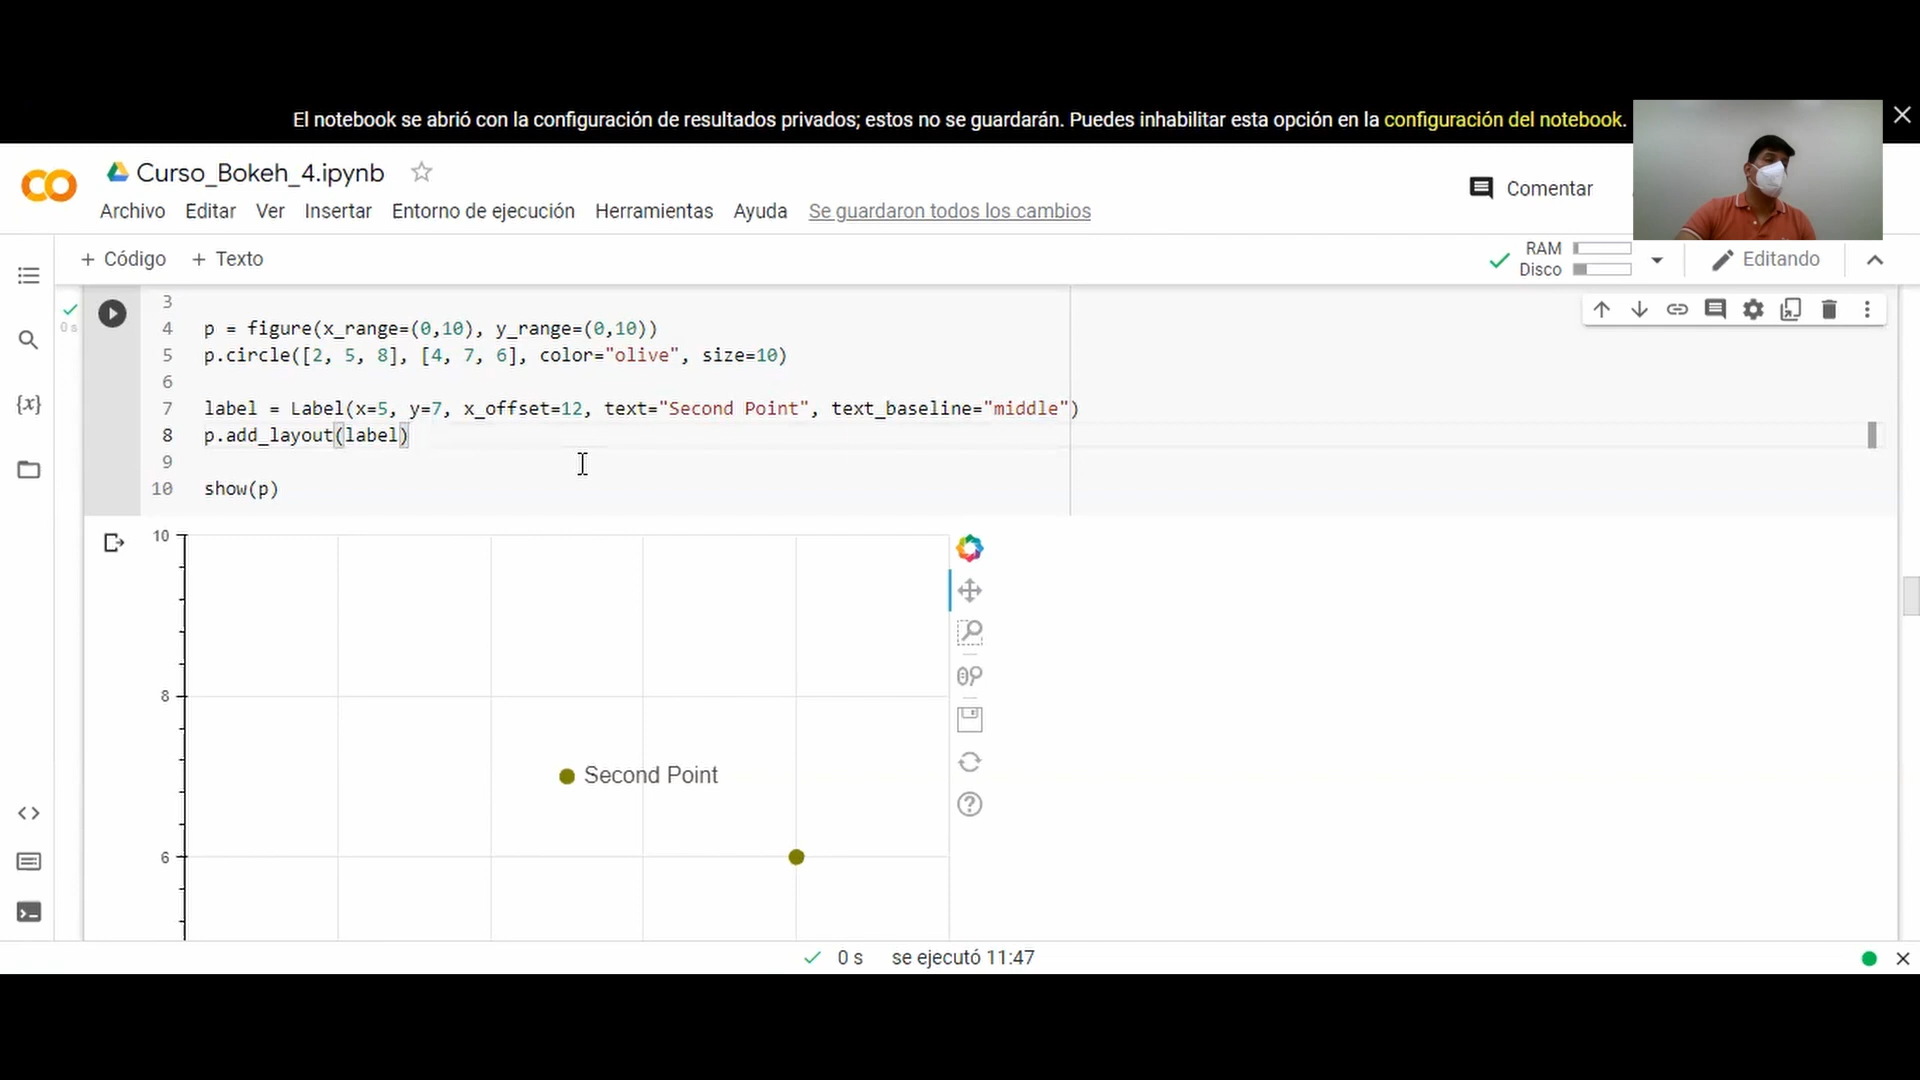 El notebook se abrió con la configuración de resultados privados; estos no se guardarán. Puedes inhabilitar esta opción en la configuración del notebook.
Curso_Bokeh_4.ipynb
Comentar
Archivo Editar Ver Insertar Entorno de ejecución Herramientas Ayuda Se guardaron todos los cambios
+ Código + Texto
RAM
Disco
Editando
3
0 s
4 p = figure(x_range=(0,10), y_range=(0,10))
5 p.circle([2, 5, 8], [4, 7, 6], color="olive", size=10)
6
{x}
7 label = Label(x=5, y=7, x_offset=12, text="Second Point", text_baseline="middle")
8 p.add_layout(label)
9
10 show(p)
10
8
Second Point
6
0 s se ejecutó 11:47